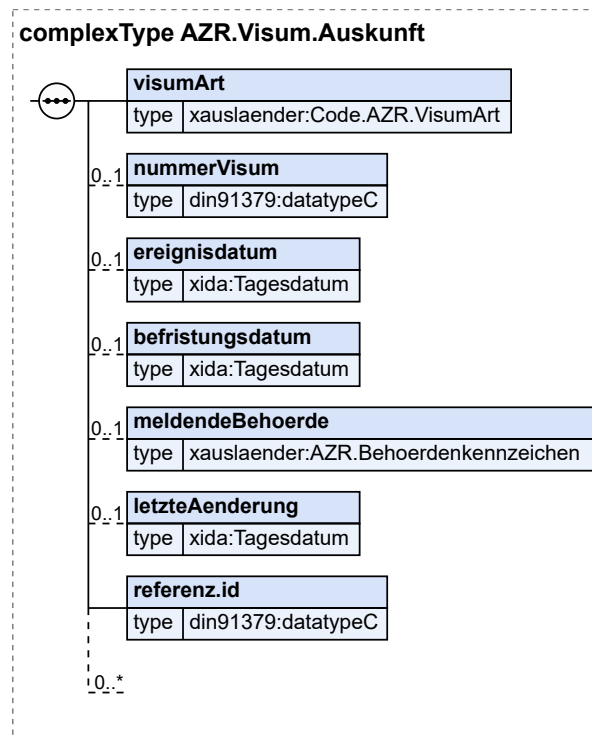 complexType AZR.Visum.Auskunft
visumArt
type xauslaender:Code.AZR.VisumArt
0..1 nummerVisum
type din91379:datatypeC
0..1 ereignisdatum
type xida:Tagesdatum
0..1 befristungsdatum
type xida:Tagesdatum
0..1 meldendeBehoerde
type xauslaender:AZR.Behoerdenkennzeichen
0..1 letzteAenderung
type xida:Tagesdatum
referenz.id
type din91379:datatypeC
0..*